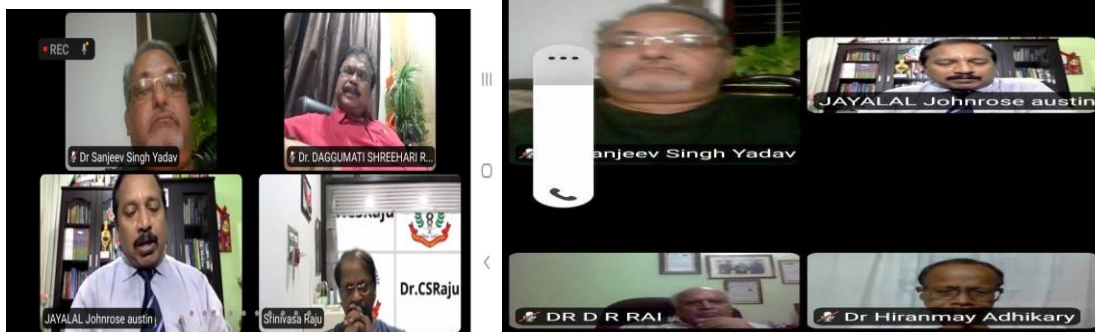 REC
Dr Sanjeev Singh Yadav
Dr. DAGGUMATI SHREEHARI R...
JAYALAL Johnrose austin
Srinivasa Raju
Dr.CSRaju
anjeev Singh Yadav
JAYALAL Johnrose austin
DR D R RAI
Dr Hiranmay Adhikary